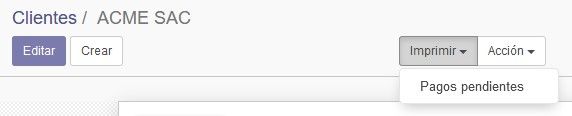 Clientes / ACME SAC
Editar Crear Imprimir Acción
Pagos pendientes